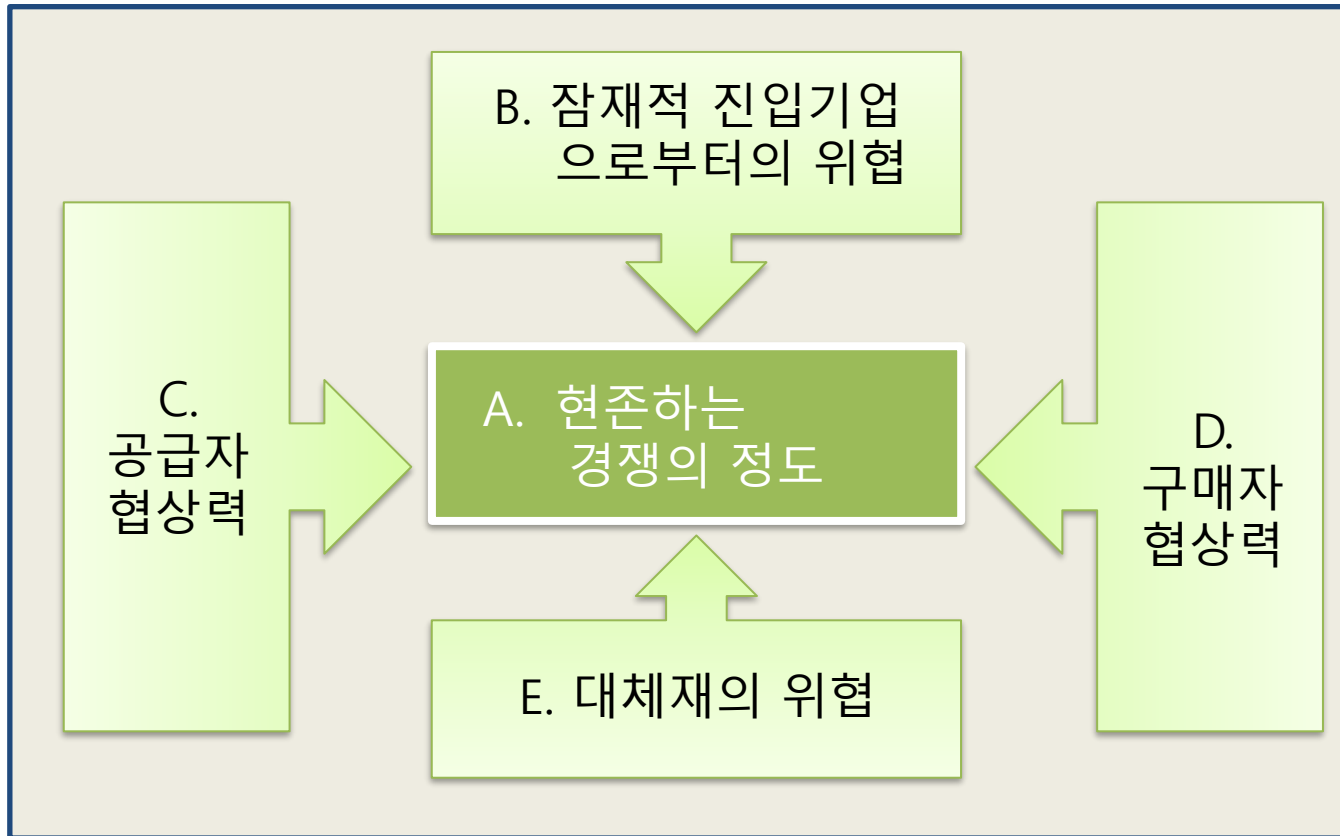 B. 잠재적 진입기업
으로부터의 위협
C.
공급자
협상력
A. 현존하는
경쟁의 정도
D.
구매자
협상력
E. 대체재의 위협